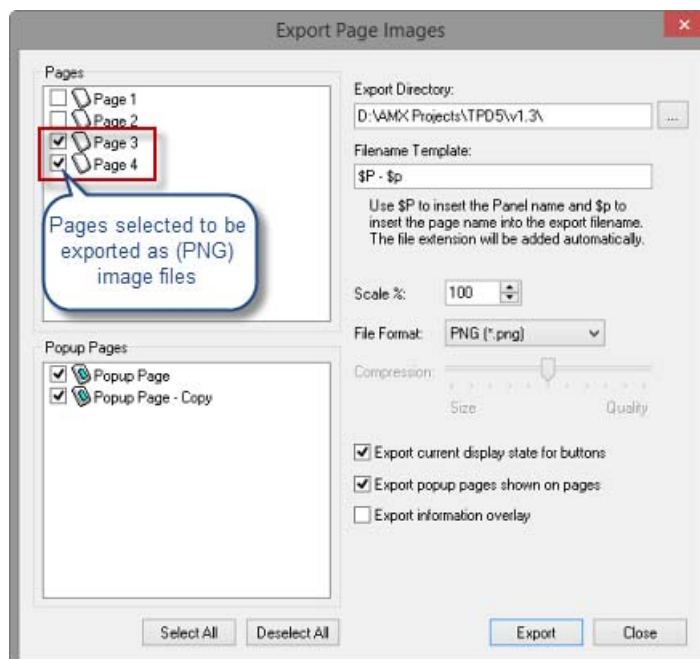 Export Page Images
Pages
Page 1
Page 2
Page 3
Page 4
Pages selected to be
exported as (PNG)
image files
Popup Pages
Popup Page
Popup Page - Copy
Select All
Deselect All
Export Directory:
D:\AMX Projects\TPD5\v1.3\
...
Filename Template:
$P - $p
Use $P to insert the Panel name and $p to
insert the page name into the export filename.
The file extension will be added automatically.
Scale %:
100
File Format:
PNG (*.png)
Compression:
Size
Quality
Export current display state for buttons
Export popup pages shown on pages
Export information overlay
Export
Close